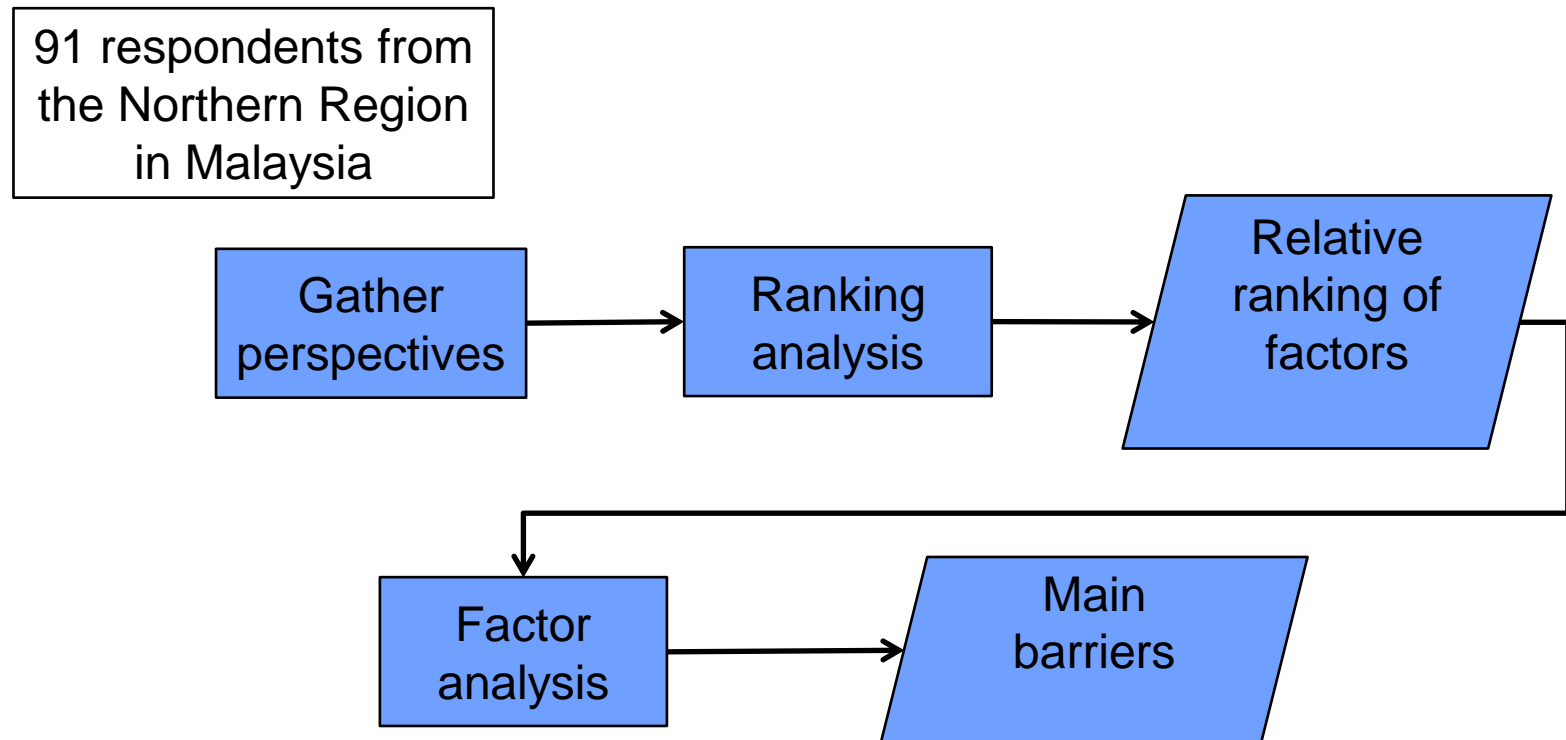 91 respondents from
the Northern Region
in Malaysia
Gather
perspectives
Ranking
analysis
Relative
ranking of
factors
Factor
analysis
Main
barriers